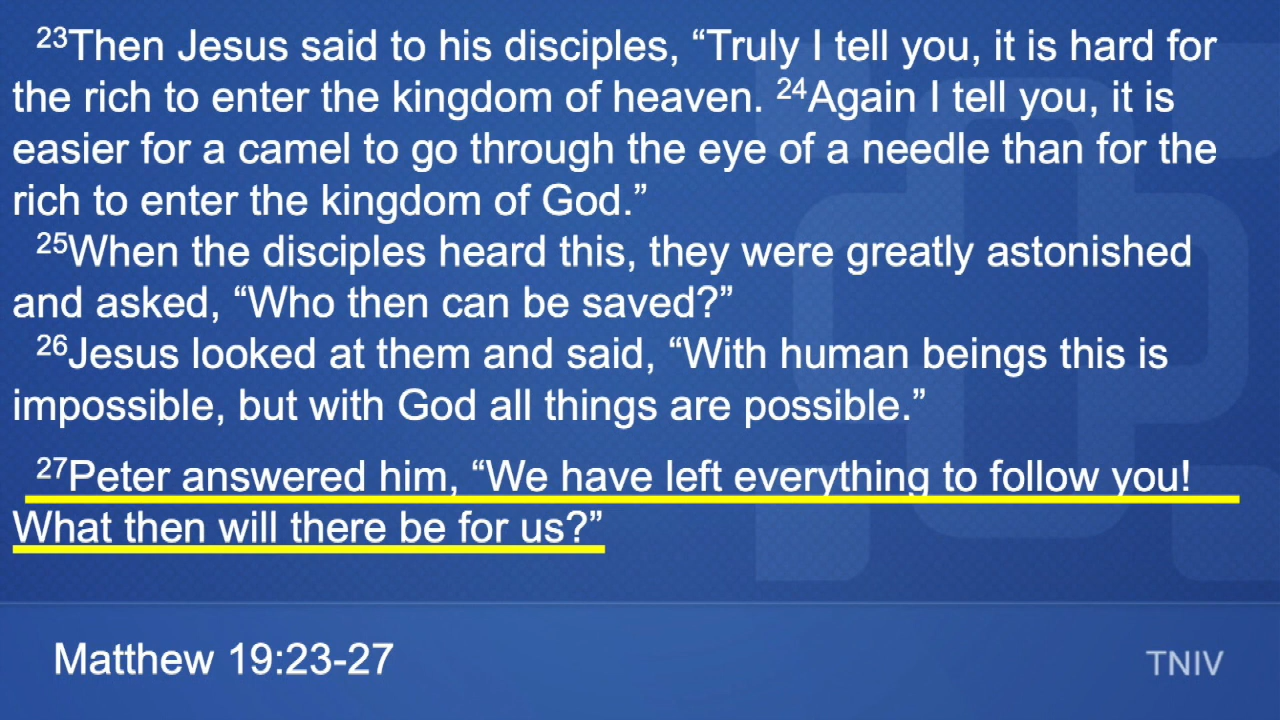 ²³Then Jesus said to his disciples, “Truly I tell you, it is hard for
the rich to enter the kingdom of heaven. ²⁴Again I tell you, it is
easier for a camel to go through the eye of a needle than for the
rich to enter the kingdom of God.”
²⁵When the disciples heard this, they were greatly astonished
and asked, “Who then can be saved?”
²⁶Jesus looked at them and said, “With human beings this is
impossible, but with God all things are possible.”
²⁷Peter answered him, “We have left everything to follow you!
What then will there be for us?”
Matthew 19:23-27
TNIV